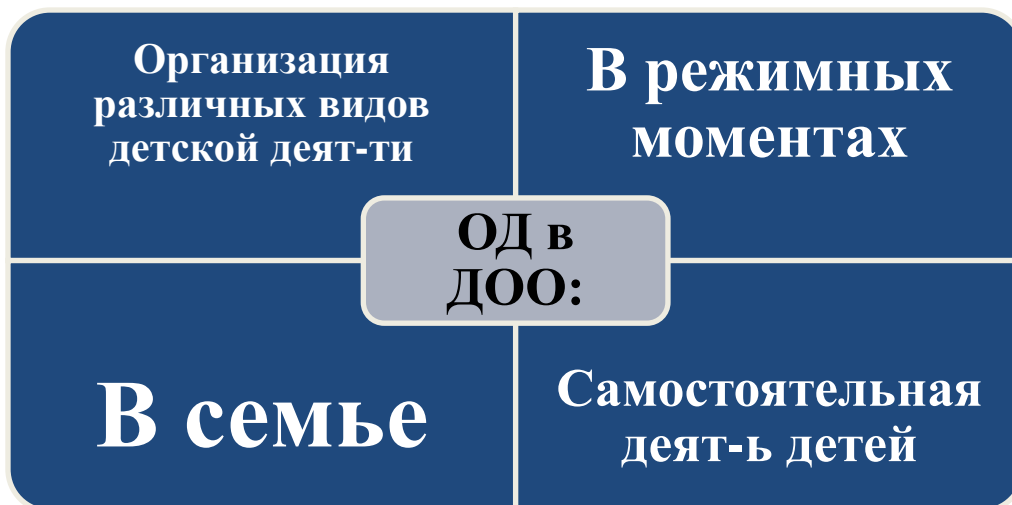 Организация
различных видов
детской деят-ти
В режимных
моментах
ОД в
ДОО:
В семье
Самостоятельная
деят-ь детей